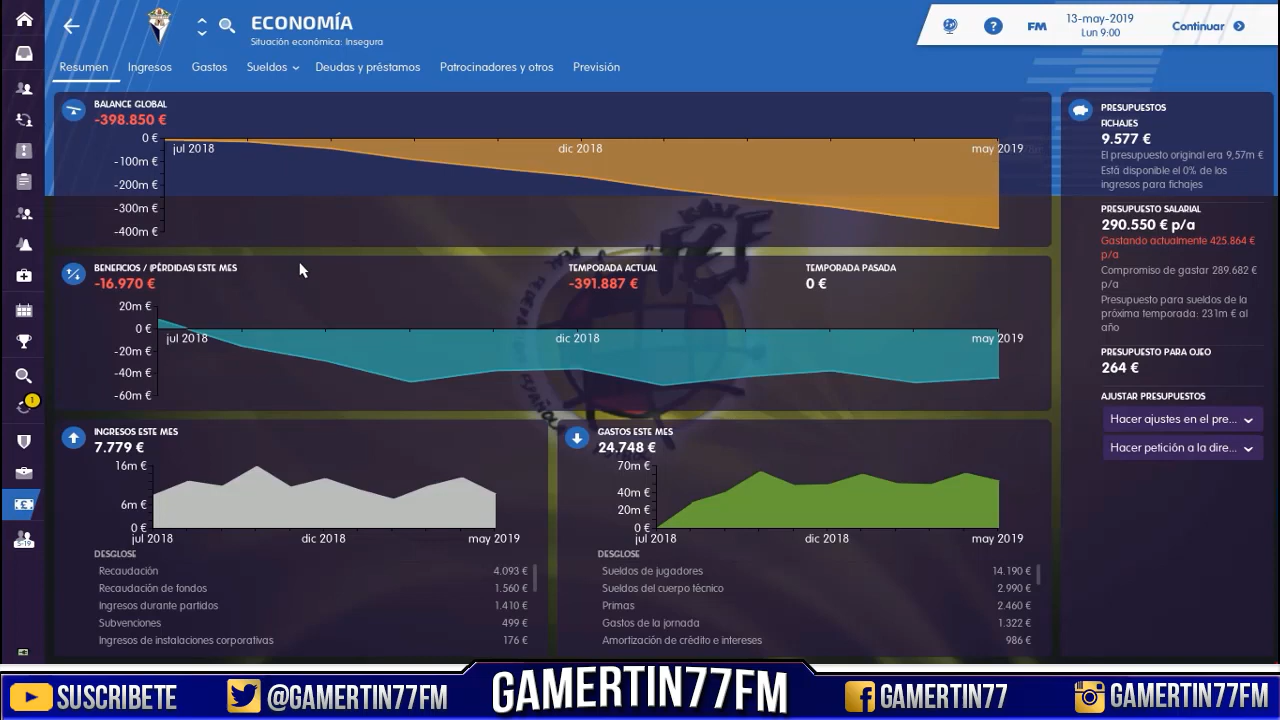 ECONOMÍA
Situación económica: Insegura
FM
13-may-2019
Lun 9:00
Continuar
Resumen
Ingresos
Gastos
Sueldos
Deudas y préstamos
Patrocinadores y otros
Previsión
BALANCE GLOBAL
-398.850 €
0 €
-100m €
-200m €
-300m €
-400m €
jul 2018
dic 2018
may 2019
BENEFICIOS / (PÉRDIDAS) ESTE MES
-16.970 €
TEMPORADA ACTUAL
-391.887 €
TEMPORADA PASADA
0 €
20m €
0 €
-20m €
-40m €
-60m €
jul 2018
dic 2018
may 2019
INGRESOS ESTE MES
7.779 €
16m €
6m €
0 €
jul 2018
dic 2018
may 2019
DESGLOSE
Recaudación 4.093 €
Recaudación de fondos 1.560 €
Ingresos durante partidos 1.410 €
Subvenciones 499 €
Ingresos de instalaciones corporativas 176 €
GASTOS ESTE MES
24.748 €
70m €
40m €
20m €
0 €
jul 2018
dic 2018
may 2019
DESGLOSE
Sueldos de jugadores 14.190 €
Sueldos del cuerpo técnico 2.990 €
Primas 2.460 €
Gastos de la jornada 1.322 €
Amortización de crédito e intereses 986 €
PRESUPUESTOS
FICHAJES
9.577 €
El presupuesto original era 9,57m €
Está disponible el 0% de los
ingresos para fichajes
PRESUPUESTO SALARIAL
290.550 € p/a
Gastando actualmente 425.864 €
p/a
Compromiso de gastar 289.682 €
p/a
Presupuesto para sueldos de la
próxima temporada: 231m € al
año
PRESUPUESTO PARA OJEO
264 €
AJUSTAR PRESUPUESTOS
Hacer ajustes en el pre...
Hacer petición a la dire...
1
S-19
SUSCRIBETE
@GAMERTIN77FM
GAMERTIN77FM
GAMERTIN77
GAMERTIN77FM